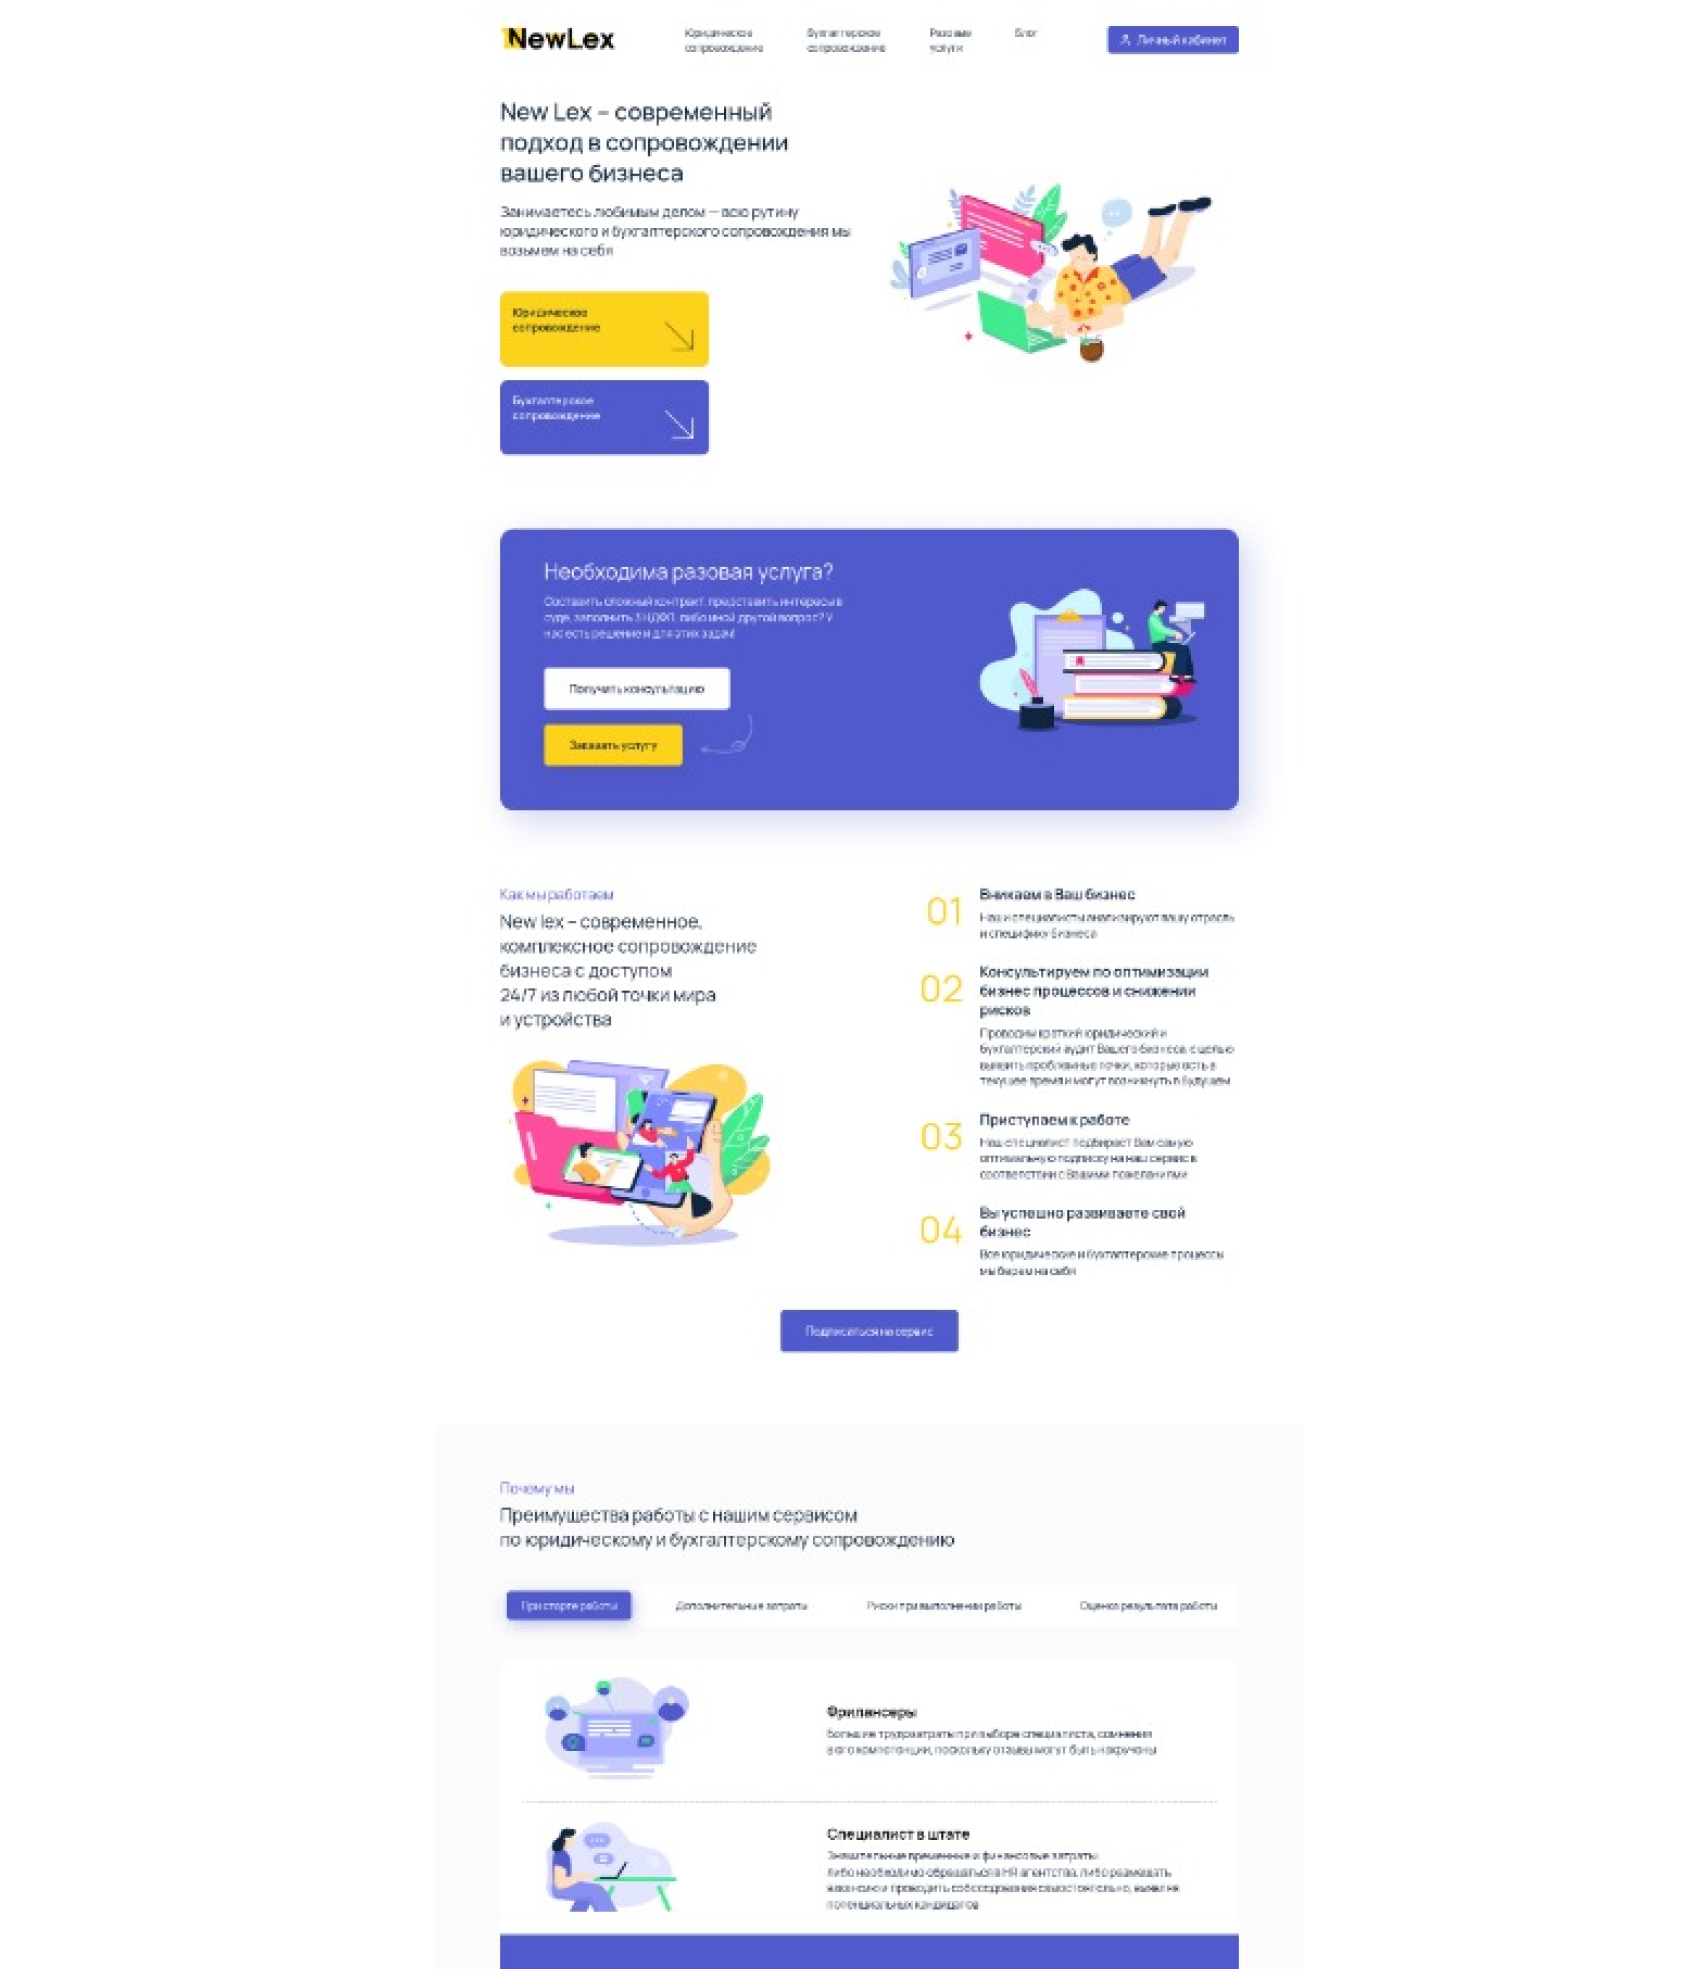 NewLex
Юридическое
сопровождение
Бухгалтерское
сопровождение
Разовые
услуги
Блог
Личный кабинет
New Lex – современный
подход в сопровождении
вашего бизнеса
Занимаетесь любимым делом — всю рутину
юридического и бухгалтерского сопровождения мы
возьмем на себя
Юридическое
сопровождение
Бухгалтерское
сопровождение
Необходима разовая услуга?
Составить сложный контракт, представить интересы в
суде, заполнить 3НДФЛ, либо иной другой вопрос? У
нас есть решение и для этих задач!
Получить консультацию
Заказать услугу
Как мы работаем
New lex – современное,
комплексное сопровождение
бизнеса с доступом
24/7 из любой точки мира
и устройства
01
Вникаем в Ваш бизнес
Наши специалисты анализируют вашу отрасль
и специфику бизнеса
02
Консультируем по оптимизации
бизнес процессов и снижении
рисков
Проводим краткий юридический и
бухгалтерский аудит Вашего бизнеса, с целью
выявить проблемные точки, которые есть в
текущее время и могут возникнуть в будущем
03
Приступаем к работе
Наш специалист подбирает Вам самую
оптимальную подписку на наш сервис в
соответствии с Вашими пожеланиями
04
Вы успешно развиваете свой
бизнес
Все юридические и бухгалтерские процессы
мы берем на себя
Подписаться на сервис
Почему мы
Преимущества работы с нашим сервисом
по юридическому и бухгалтерскому сопровождению
При старте работы
Дополнительные затраты
Риски при выполнении работы
Оценка результата работы
Фрилансеры
Большие трудозатраты при выборе специалиста, сомнения
в его компетенции, поскольку отзывы могут быть накручены
Специалист в штате
Значительные временные и финансовые затраты:
либо необходимо обращаться в HR агентства, либо размещать
вакансию и проводить собеседования самостоятельно, выявляя
потенциальных кандидатов